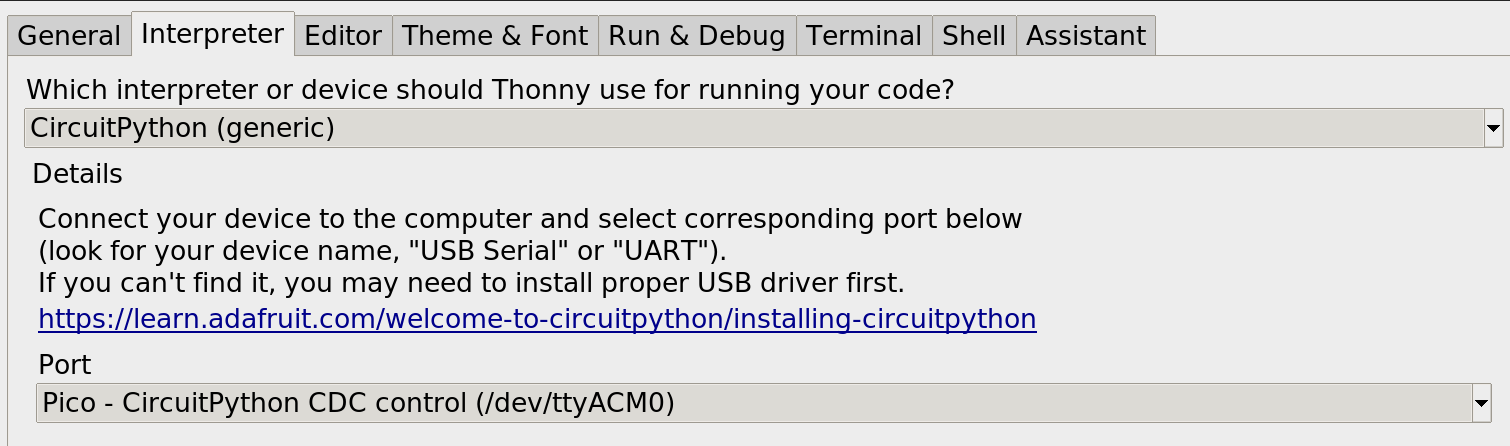 General Interpreter Editor Theme & Font Run & Debug Terminal Shell Assistant
Which interpreter or device should Thonny use for running your code?
CircuitPython (generic)
Details
Connect your device to the computer and select corresponding port below
(look for your device name, "USB Serial" or "UART").
If you can't find it, you may need to install proper USB driver first.
https://learn.adafruit.com/welcome-to-circuitpython/installing-circuitpython
Port
Pico - CircuitPython CDC control (/dev/ttyACM0)